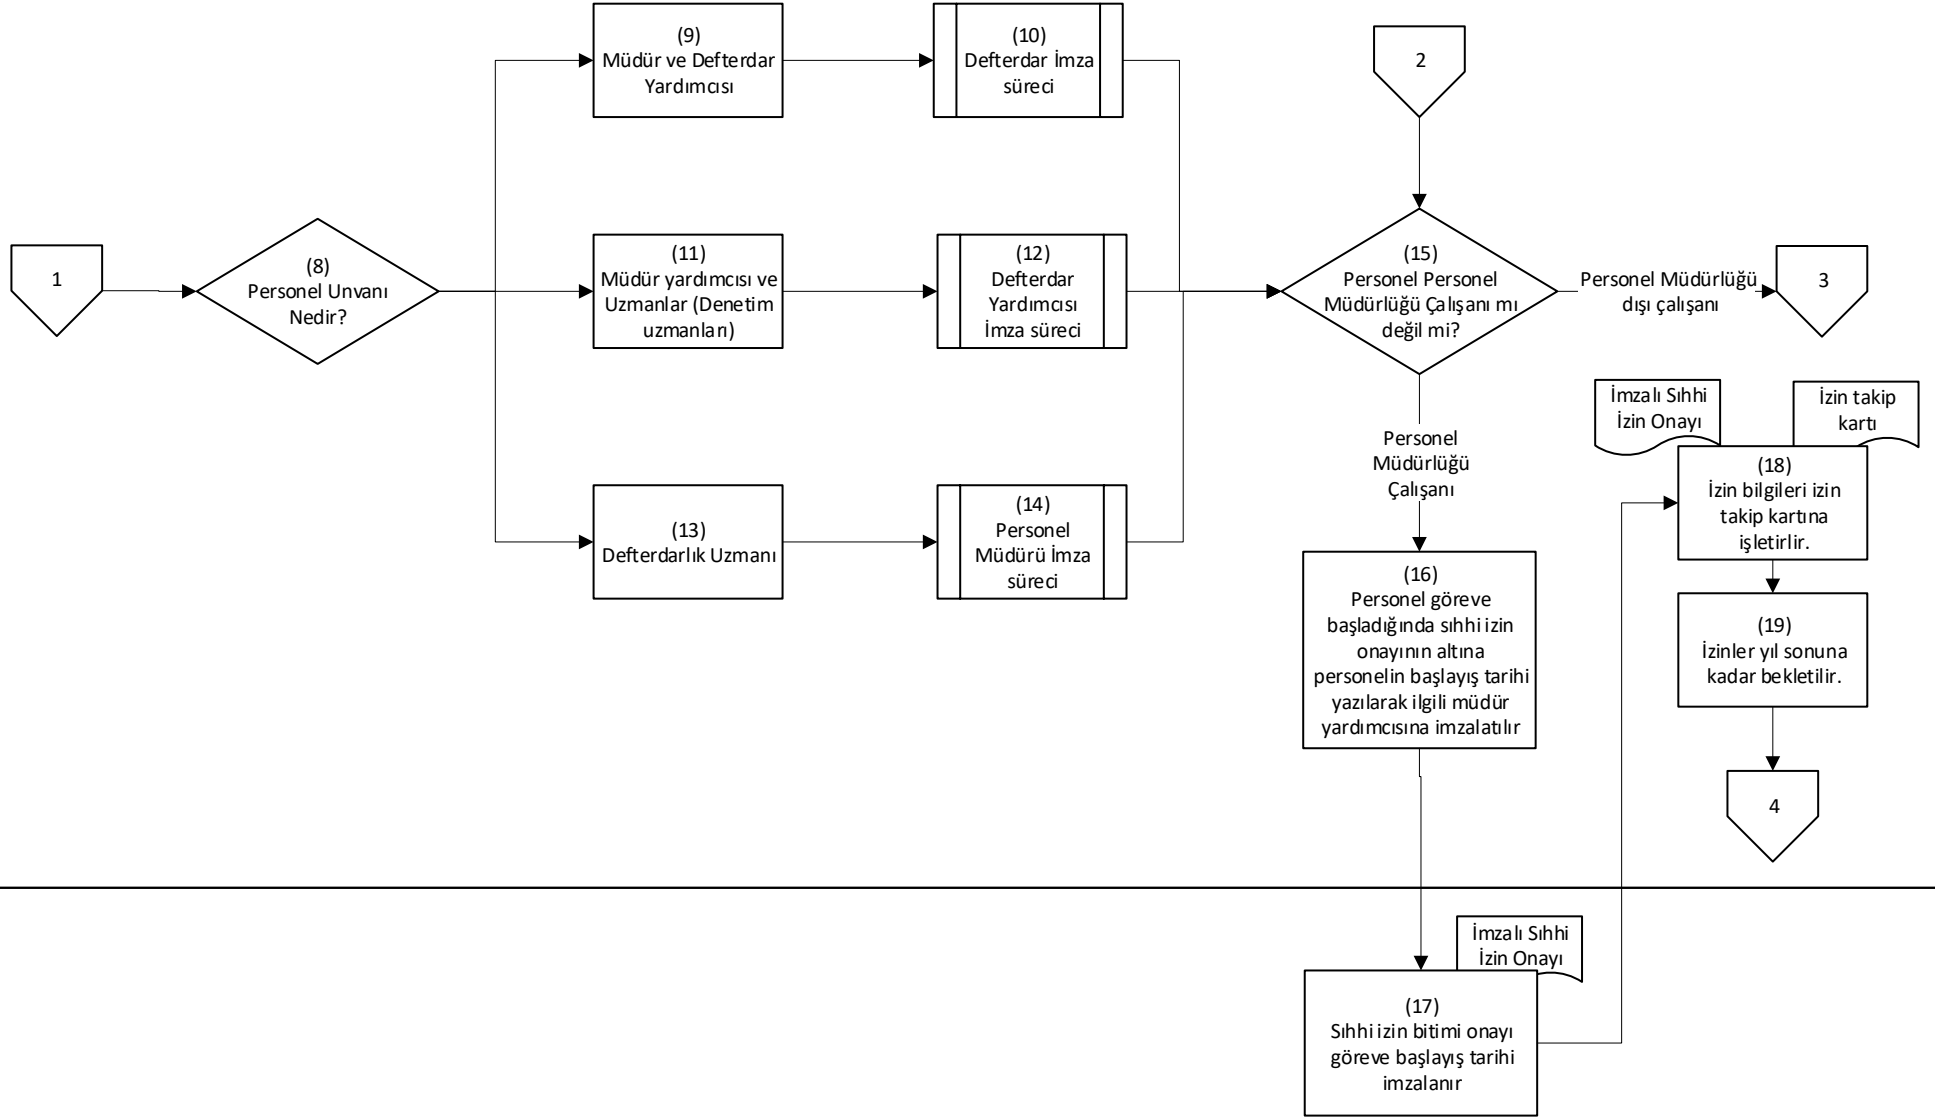 1
(8)
Personel Unvanı
Nedir?
(9)
Müdür ve Defterdar
Yardımcısı
(10)
Defterdar İmza
süreci
(11)
Müdür yardımcısı ve
Uzmanlar (Denetim
uzmanları)
(12)
Defterdar
Yardımcısı
İmza süreci
(13)
Defterdarlık Uzmanı
(14)
Personel
Müdürü İmza
süreci
2
(15)
Personel Personel
Müdürlüğü Çalışanı mı
değil mi?
Personel Müdürlüğü
dışı çalışanı
3
Personel
Müdürlüğü
Çalışanı
(16)
Personel göreve
başladığında sıhhi izin
onayının altına
personelin başlayış tarihi
yazılarak ilgili müdür
yardımcısına imzalatılır
İmzalı Sıhhi
İzin Onayı
(17)
Sıhhi izin bitimi onayı
göreve başlayış tarihi
imzalanır
İmzalı Sıhhi
İzin Onayı
İzin takip
kartı
(18)
İzin bilgileri izin
takip kartına
işletirlir.
(19)
İzinler yıl sonuna
kadar bekletilir.
4